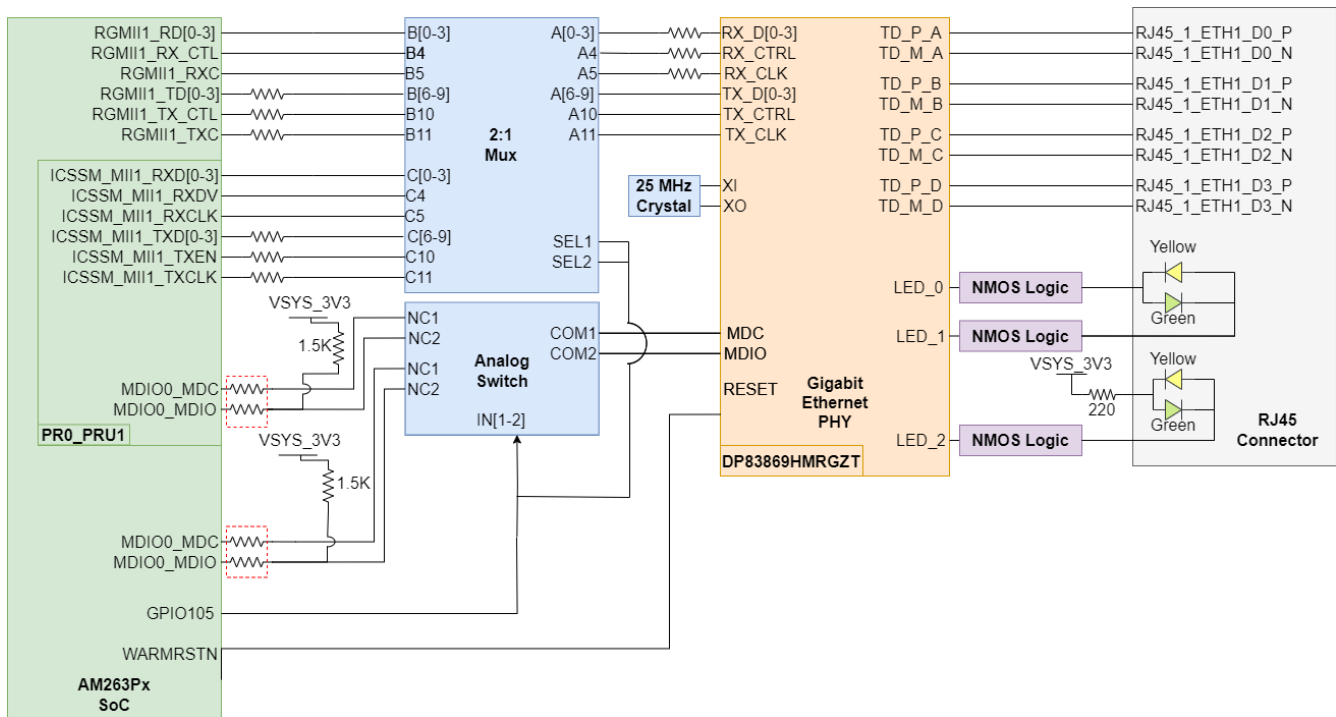 RGMII1_RD[0-3]
RGMII1_RX_CTL
RGMII1_RXC
RGMII1_TD[0-3]
RGMII1_TX_CTL
RGMII1_TXC
ICSSM_MII1_RXD[0-3]
ICSSM_MII1_RXDV
ICSSM_MII1_RXCLK
ICSSM_MII1_TXD[0-3]
ICSSM_MII1_TXEN
ICSSM_MII1_TXCLK
MDIO0_MDC
MDIO0_MDIO
PR0_PRU1
MDIO0_MDC
MDIO0_MDIO
GPIO105
WARMRSTN
AM263Px
SoC
VSYS_3V3
1.5K
VSYS_3V3
1.5K
B[0-3]
B4
B5
B[6-9]
B10
B11
C[0-3]
C4
C5
C[6-9]
C10
C11
2:1
Mux
A[0-3]
A4
A5
A[6-9]
A10
A11
SEL1
SEL2
NC1
NC2
NC1
NC2
Analog
Switch
COM1
COM2
IN[1-2]
25 MHz
Crystal
RX_D[0-3]
RX_CTRL
RX_CLK
TX_D[0-3]
TX_CTRL
TX_CLK
XI
XO
MDC
MDIO
RESET
Gigabit
Ethernet
PHY
DP83869HMRGZT
TD_P_A
TD_M_A
TD_P_B
TD_M_B
TD_P_C
TD_M_C
TD_P_D
TD_M_D
LED_0
LED_1
LED_2
NMOS Logic
NMOS Logic
VSYS_3V3
220
NMOS Logic
RJ45_1_ETH1_D0_P
RJ45_1_ETH1_D0_N
RJ45_1_ETH1_D1_P
RJ45_1_ETH1_D1_N
RJ45_1_ETH1_D2_P
RJ45_1_ETH1_D2_N
RJ45_1_ETH1_D3_P
RJ45_1_ETH1_D3_N
Yellow
Green
Yellow
Green
RJ45
Connector